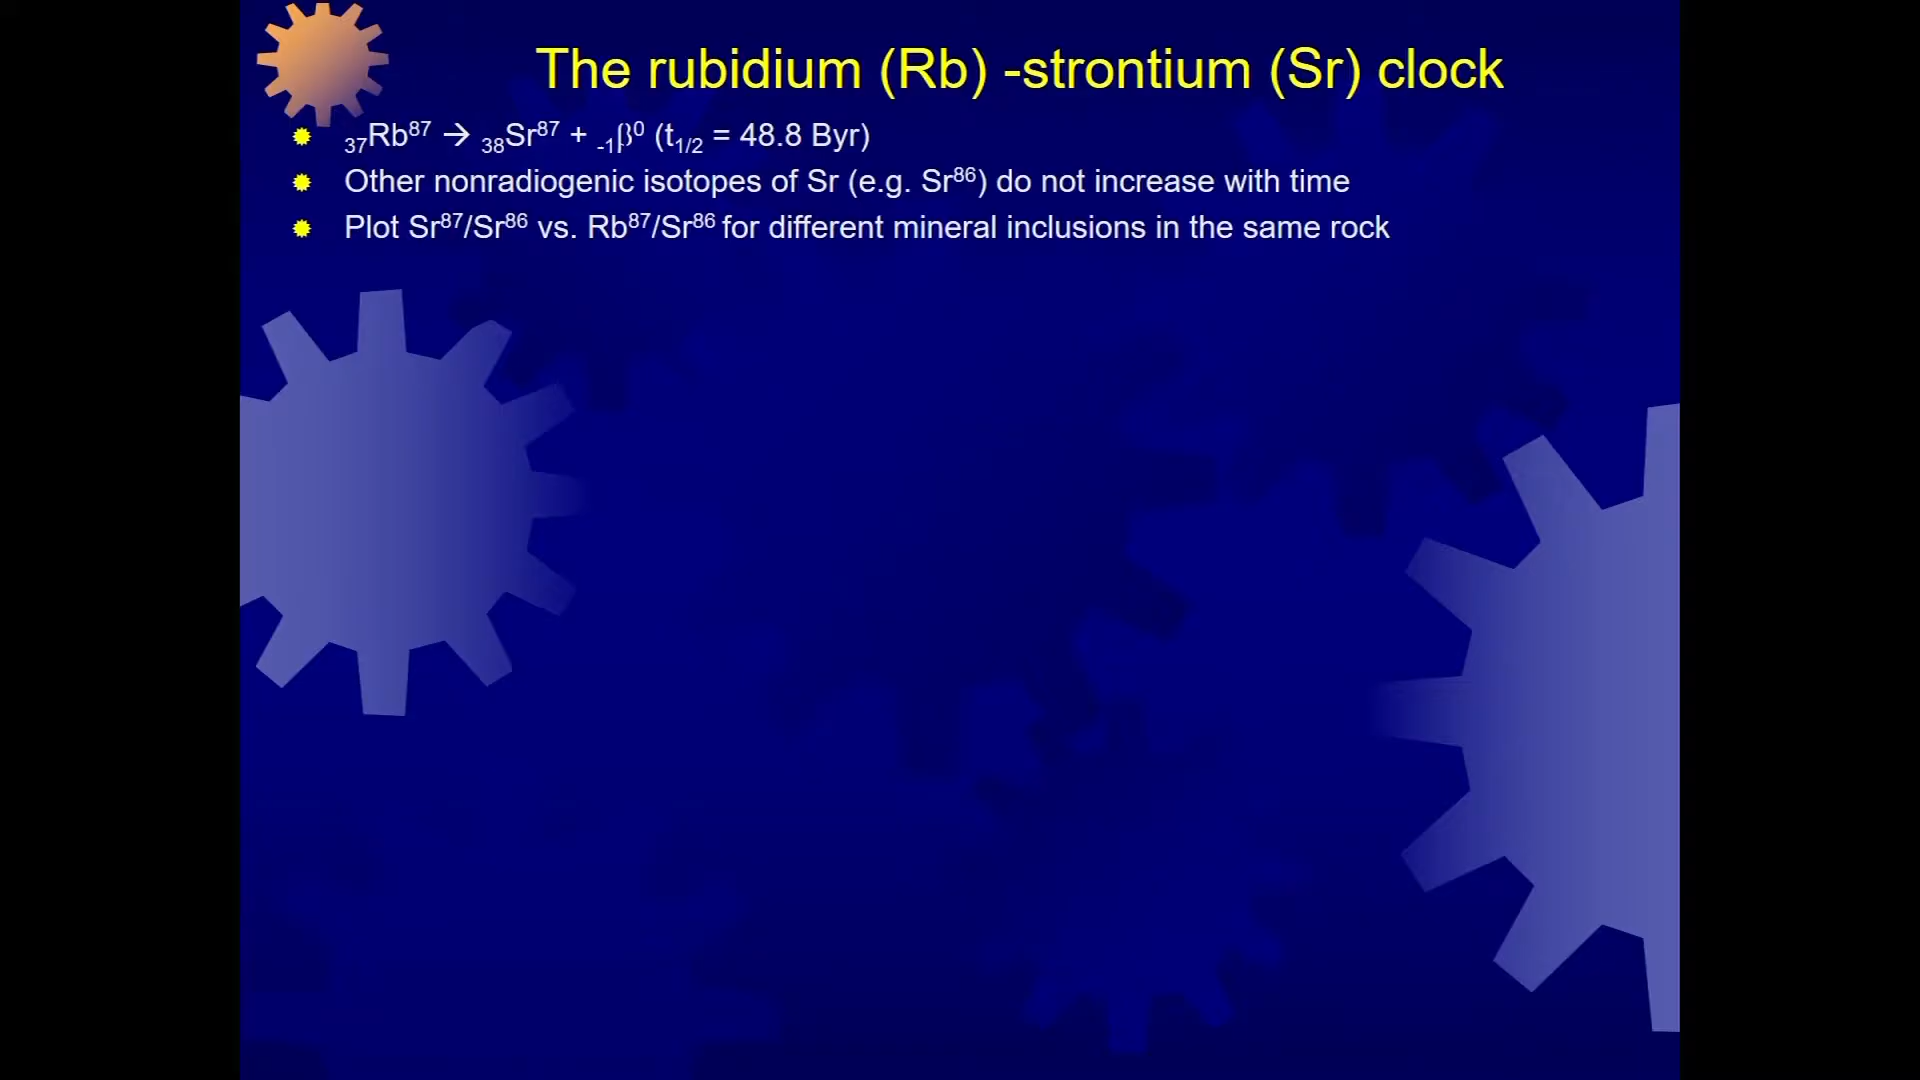 The rubidium (Rb) -strontium (Sr) clock
₃₇Rb⁸⁷ → ₃₈Sr⁸⁷ + ₋₁β⁰ (t₁/₂ = 48.8 Byr)
Other nonradiogenic isotopes of Sr (e.g. Sr⁸⁶) do not increase with time
Plot Sr⁸⁷/Sr⁸⁶ vs. Rb⁸⁷/Sr⁸⁶ for different mineral inclusions in the same rock